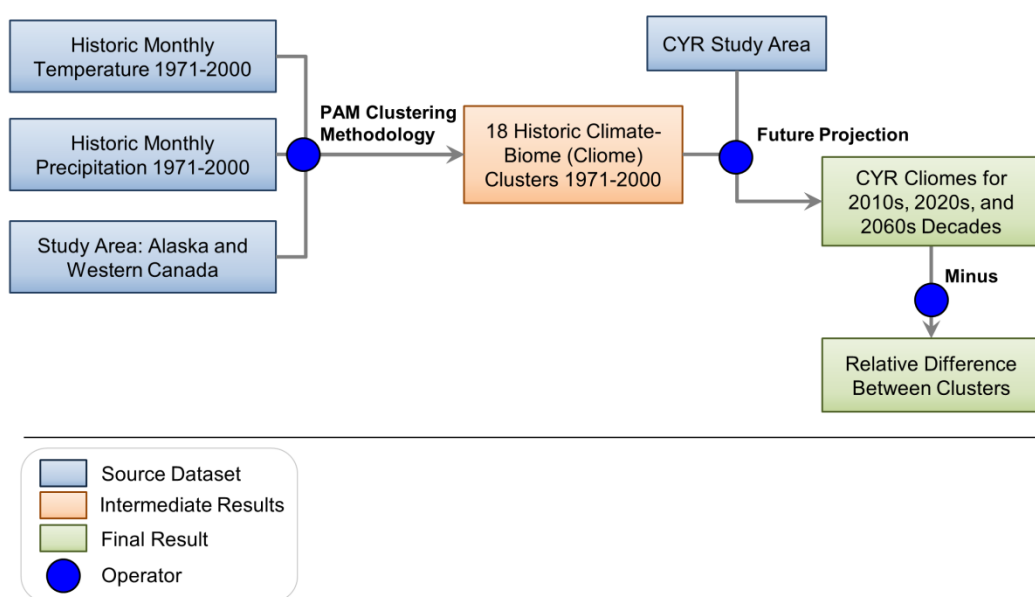 Historic Monthly
Temperature 1971-2000
Historic Monthly
Precipitation 1971-2000
Study Area: Alaska and
Western Canada
PAM Clustering
Methodology
18 Historic Climate-
Biome (Cliome)
Clusters 1971-2000
CYR Study Area
Future Projection
CYR Cliomes for
2010s, 2020s, and
2060s Decades
Minus
Relative Difference
Between Clusters
Source Dataset
Intermediate Results
Final Result
Operator